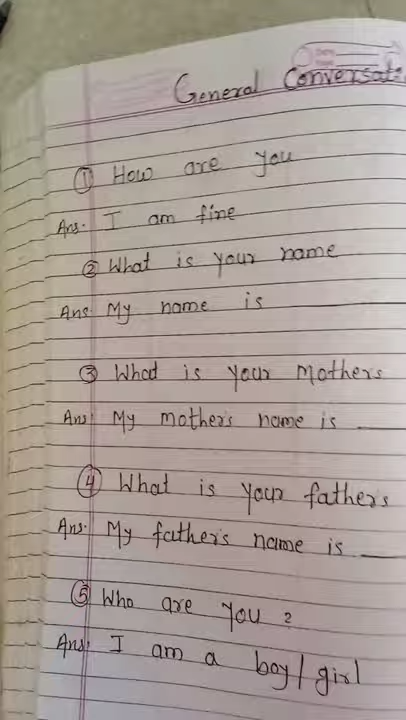 General Conversati
① How are you
Ans. I am fine
② What is your name
Ans My name is
③ What is your Mothers
Ans: My mothers name is
④ What is your fathers
Ans. My father's name is
⑤ Who are you ?
Ans: I am a boy/girl